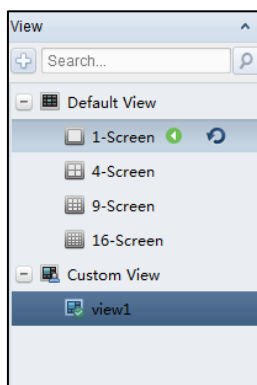 View
Search...
Default View
1-Screen
4-Screen
9-Screen
16-Screen
Custom View
view1